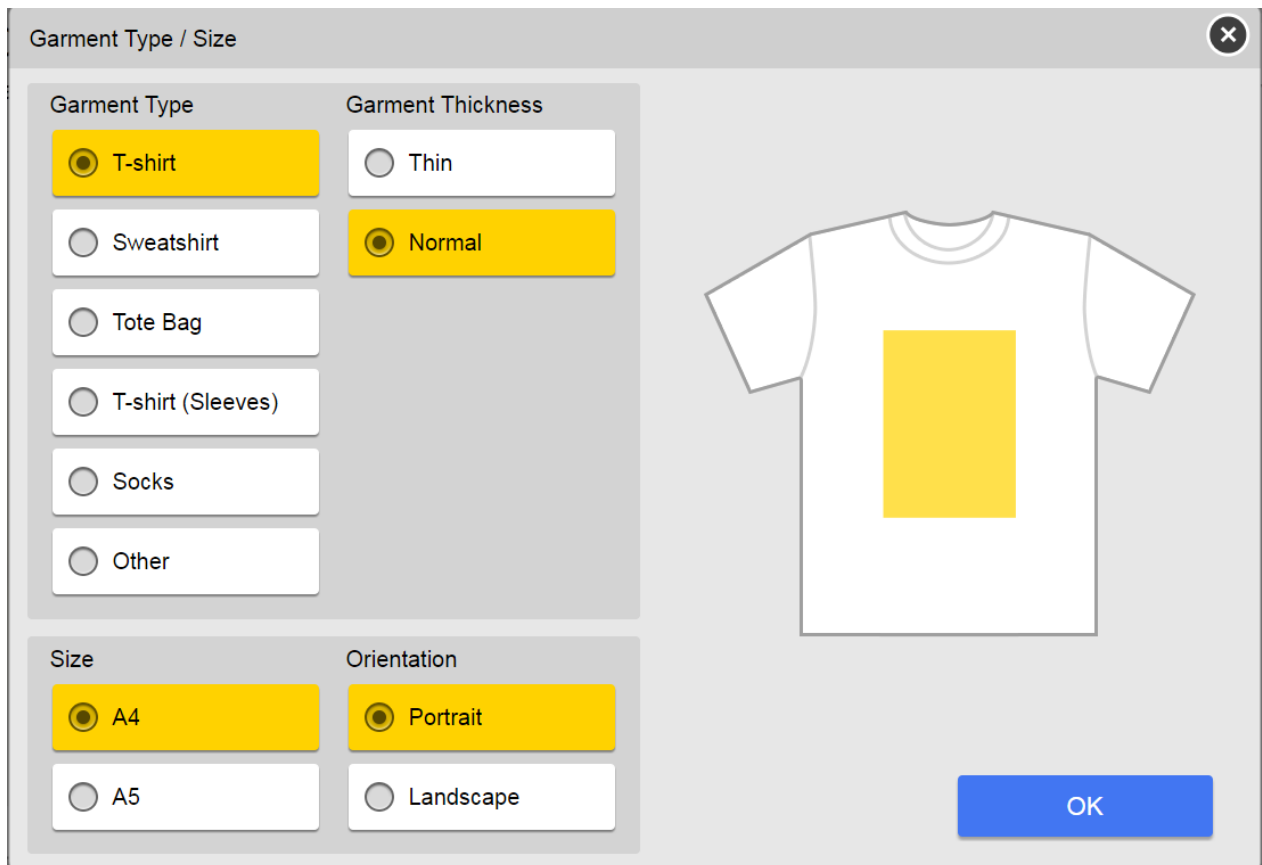 Garment Type / Size
Garment Type
Garment Thickness
T-shirt
Thin
Sweatshirt
Normal
Tote Bag
T-shirt (Sleeves)
Socks
Other
Size
Orientation
A4
Portrait
A5
Landscape
OK